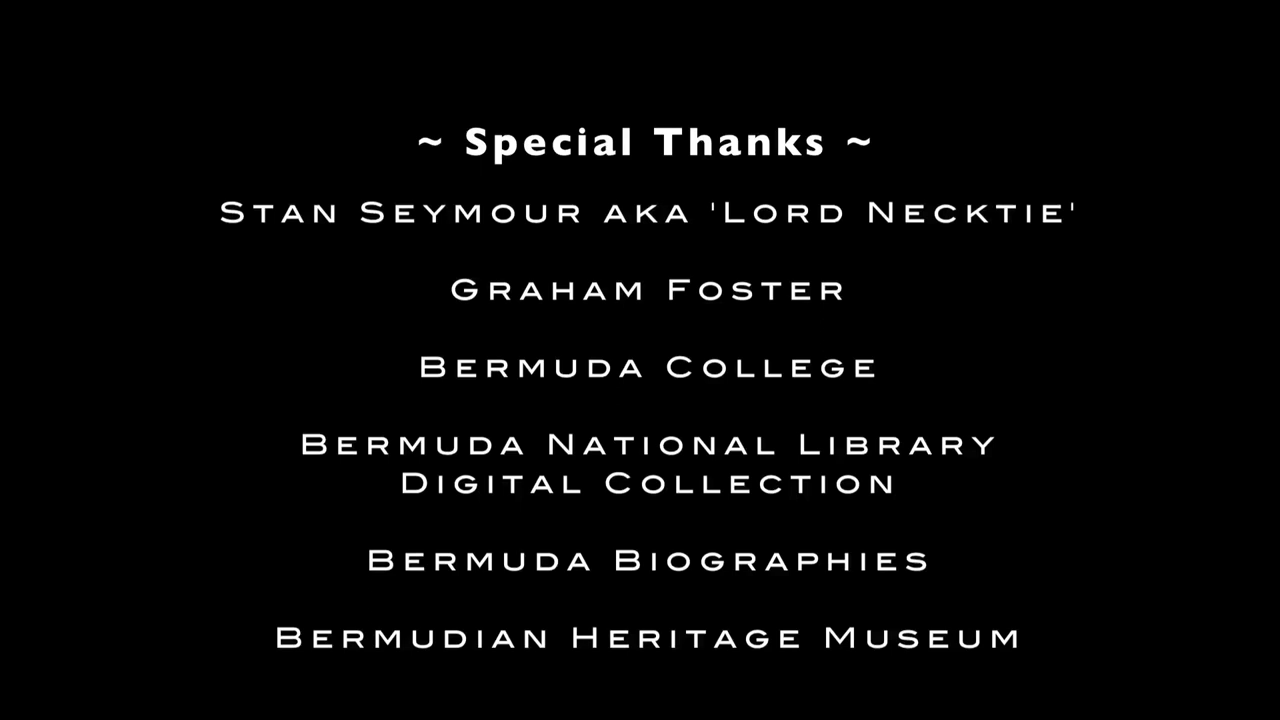 ~ Special Thanks ~
Stan Seymour aka 'Lord Necktie'
Graham Foster
Bermuda College
Bermuda National Library
Digital Collection
Bermuda Biographies
Bermudian Heritage Museum